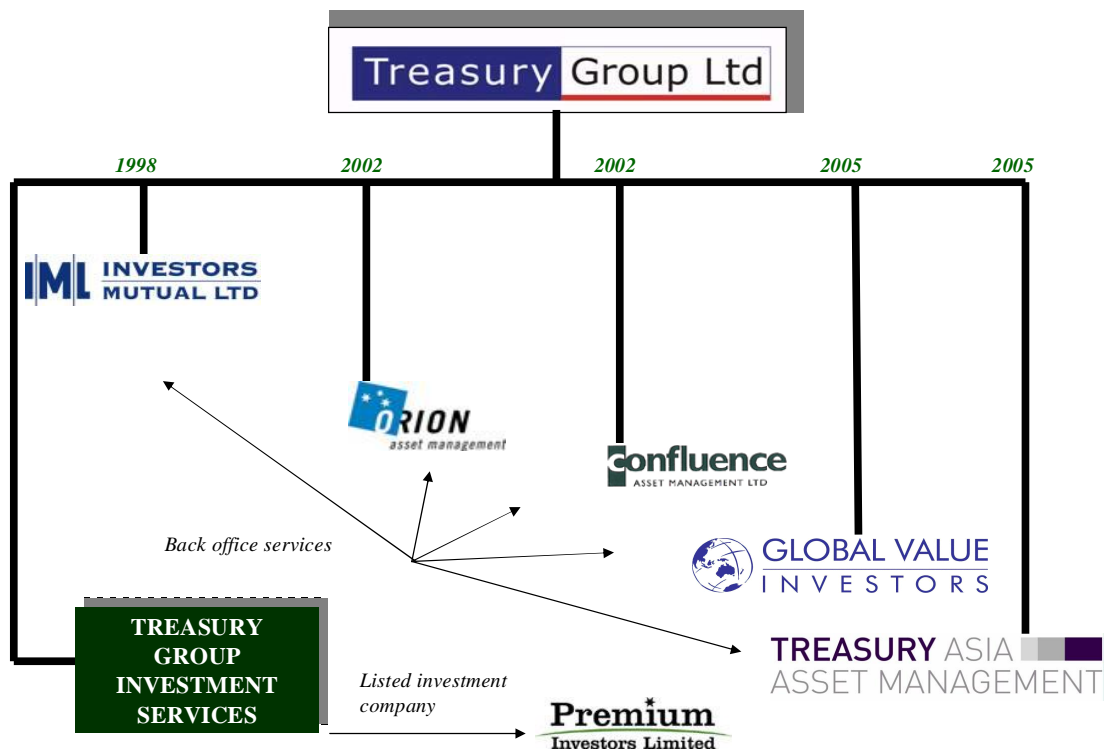 Treasury Group Ltd
1998 2002 2002 2005 2005
IML INVESTORS
MUTUAL LTD
ORION
asset management
confluence
ASSET MANAGEMENT LTD
Back office services
GLOBAL VALUE
INVESTORS
TREASURY
GROUP
INVESTMENT
SERVICES
TREASURY ASIA
ASSET MANAGEMENT
Listed investment
company
Premium
Investors Limited